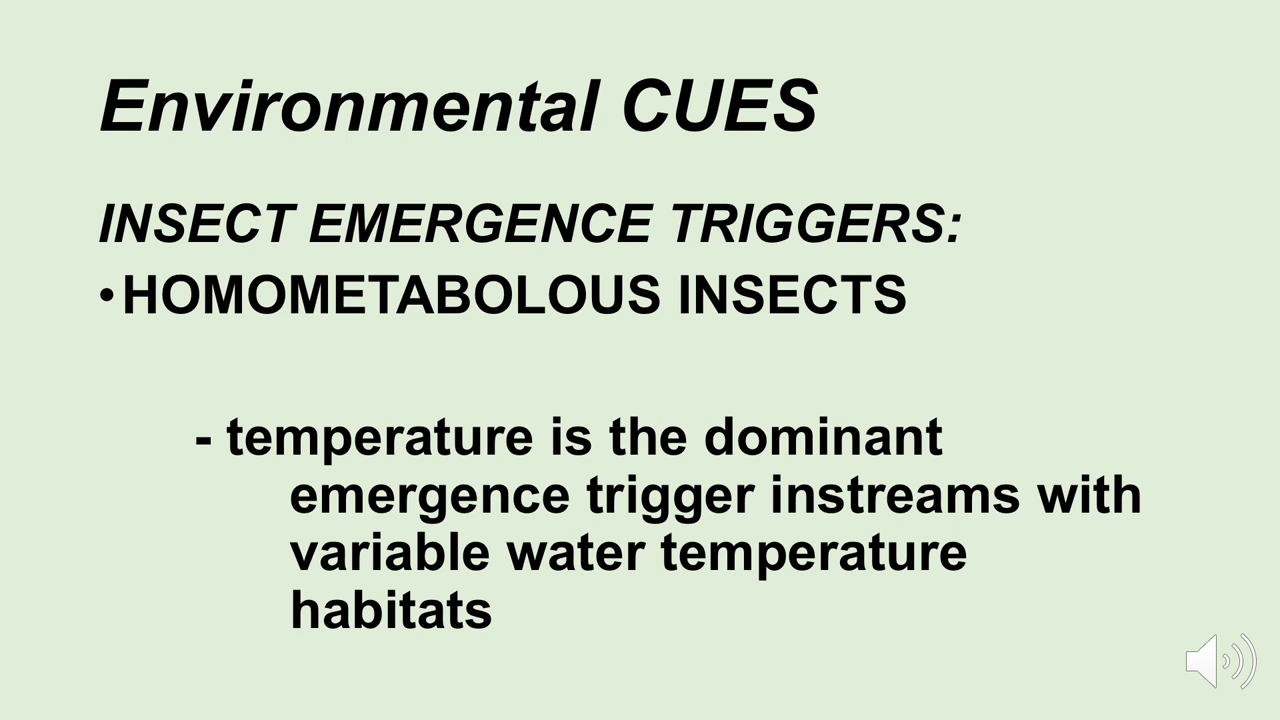 Environmental CUES
INSECT EMERGENCE TRIGGERS:
•HOMOMETABOLOUS INSECTS
- temperature is the dominant
emergence trigger instreams with
variable water temperature
habitats